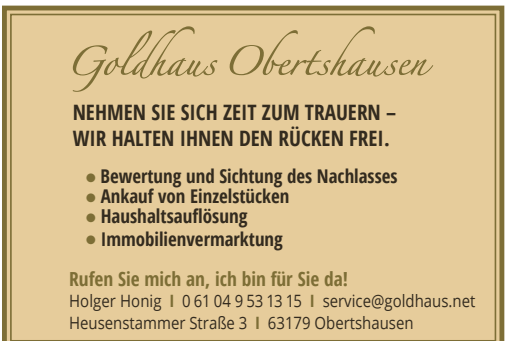 Goldhaus Obertshausen
NEHMEN SIE SICH ZEIT ZUM TRAUERN –
WIR HALTEN IHNEN DEN RÜCKEN FREI.
• Bewertung und Sichtung des Nachlasses
• Ankauf von Einzelstücken
• Haushaltsauflösung
• Immobilienvermarktung
Rufen Sie mich an, ich bin für Sie da!
Holger Honig I 0 61 04 9 53 13 15 I service@goldhaus.net
Heusenstammer Straße 3 I 63179 Obertshausen